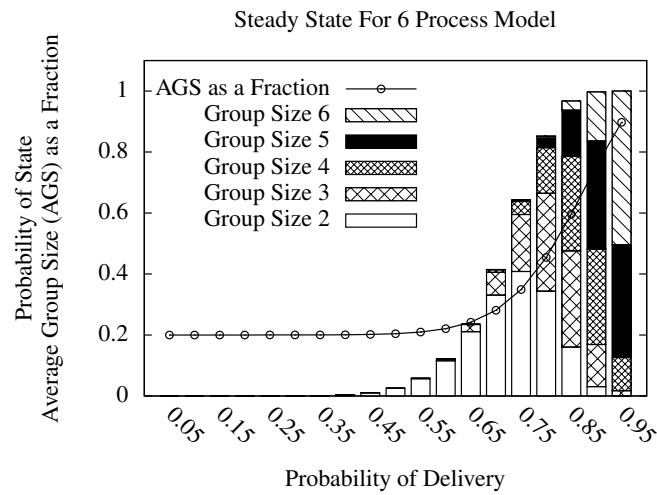 Steady State For 6 Process Model
Probability of State
Average Group Size (AGS) as a Fraction
1
0.8
0.6
0.4
0.2
0
AGS as a Fraction
Group Size 6
Group Size 5
Group Size 4
Group Size 3
Group Size 2
0.05
0.15
0.25
0.35
0.45
0.55
0.65
0.75
0.85
0.95
Probability of Delivery